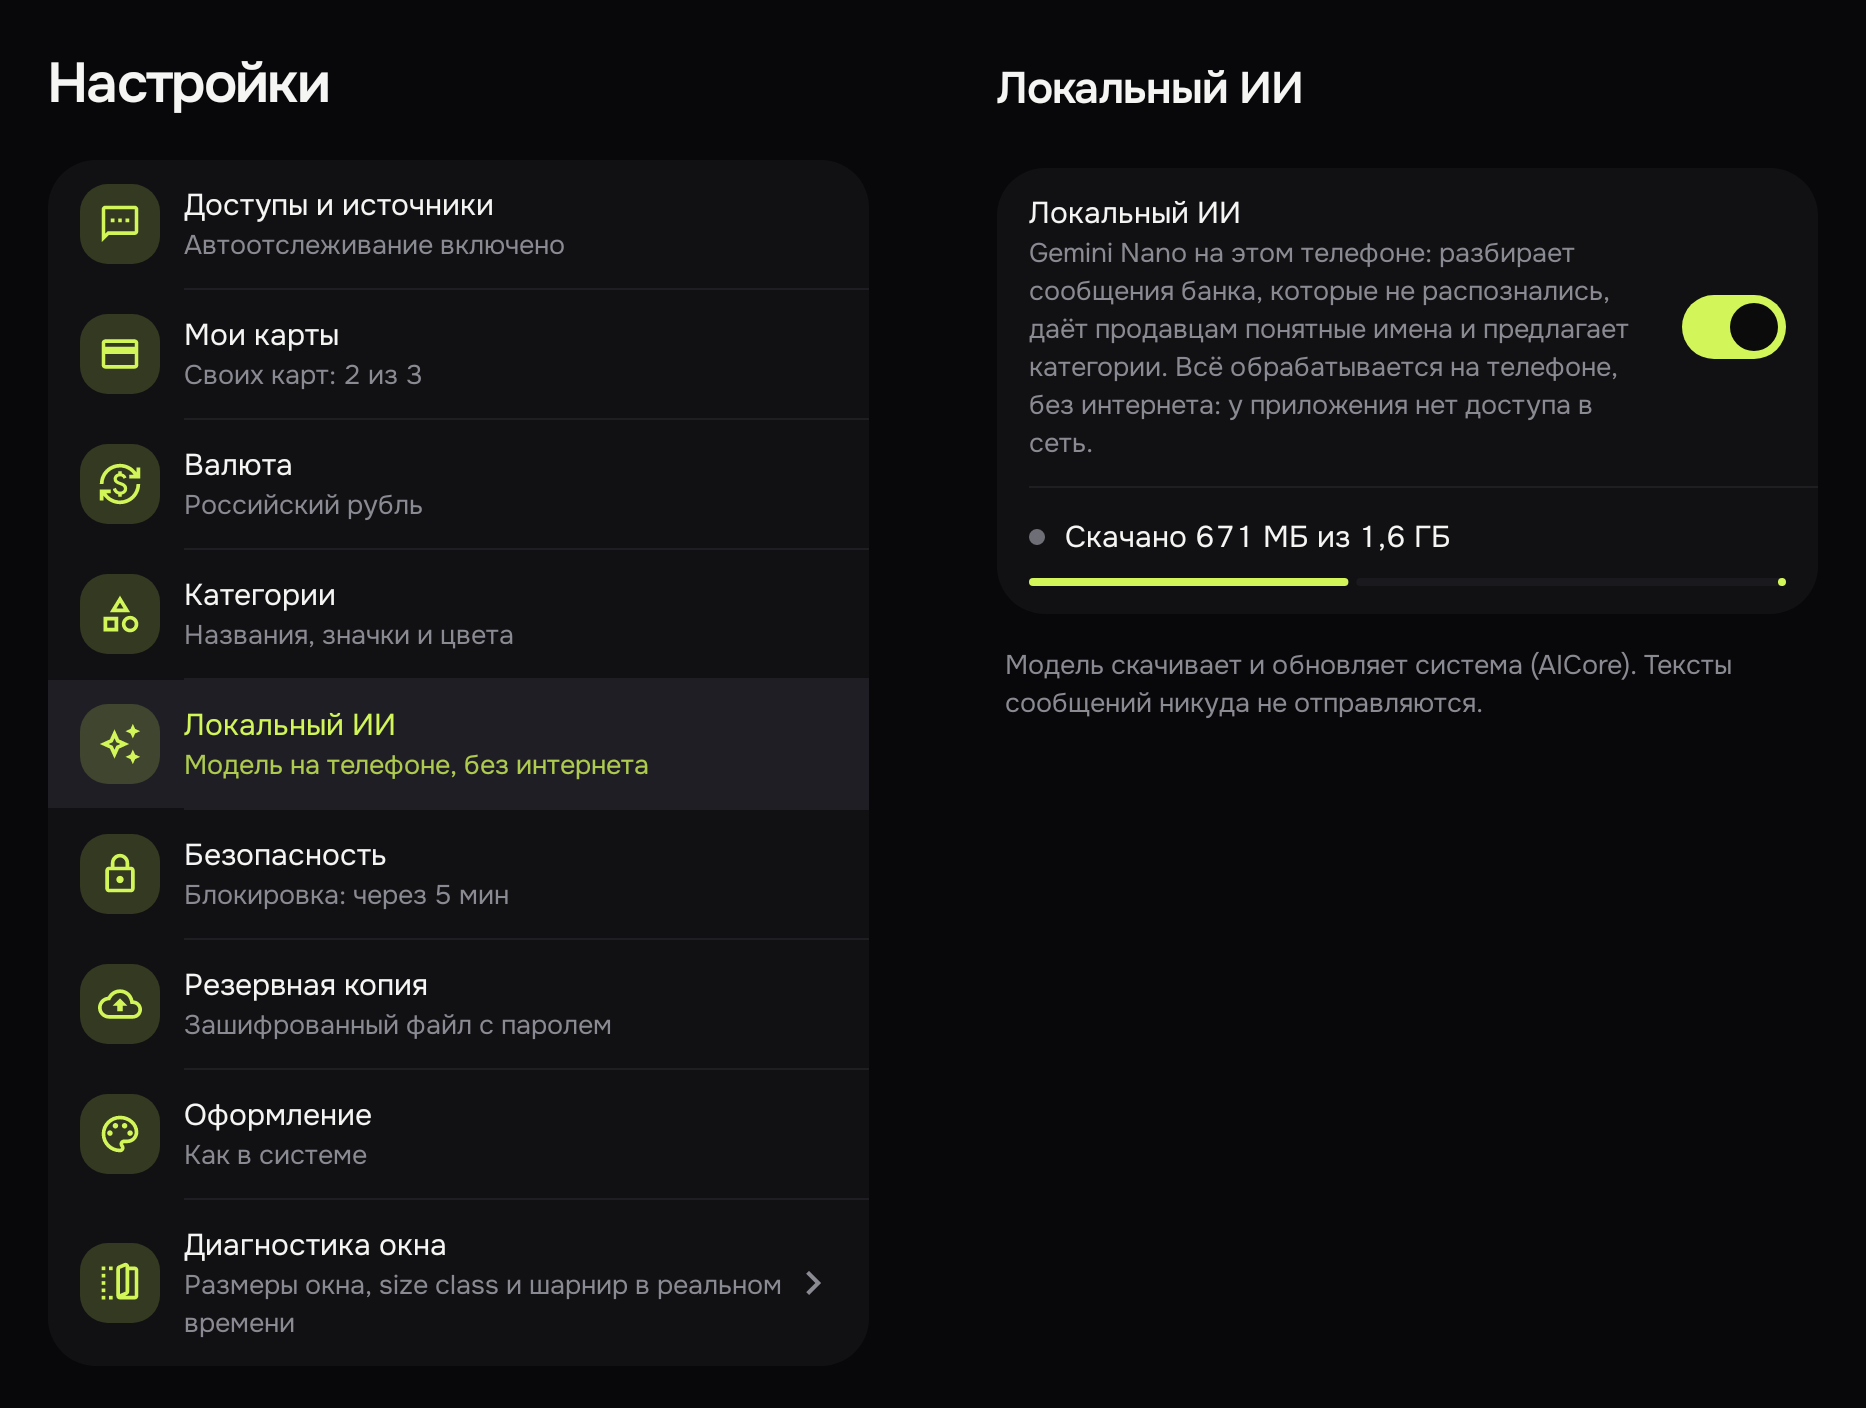 Настройки
Доступы и источники
Автоотслеживание включено
Мои карты
Своих карт: 2 из 3
Валюта
Российский рубль
Категории
Названия, значки и цвета
Локальный ИИ
Модель на телефоне, без интернета
Безопасность
Блокировка: через 5 мин
Резервная копия
Зашифрованный файл с паролем
Оформление
Как в системе
Диагностика окна
Размеры окна, size class и шарнир в реальном
времени
Локальный ИИ
Локальный ИИ
Gemini Nano на этом телефоне: разбирает
сообщения банка, которые не распознались,
даёт продавцам понятные имена и предлагает
категории. Всё обрабатывается на телефоне,
без интернета: у приложения нет доступа в
сеть.
Скачано 671 МБ из 1,6 ГБ
Модель скачивает и обновляет система (AICore). Тексты
сообщений никуда не отправляются.